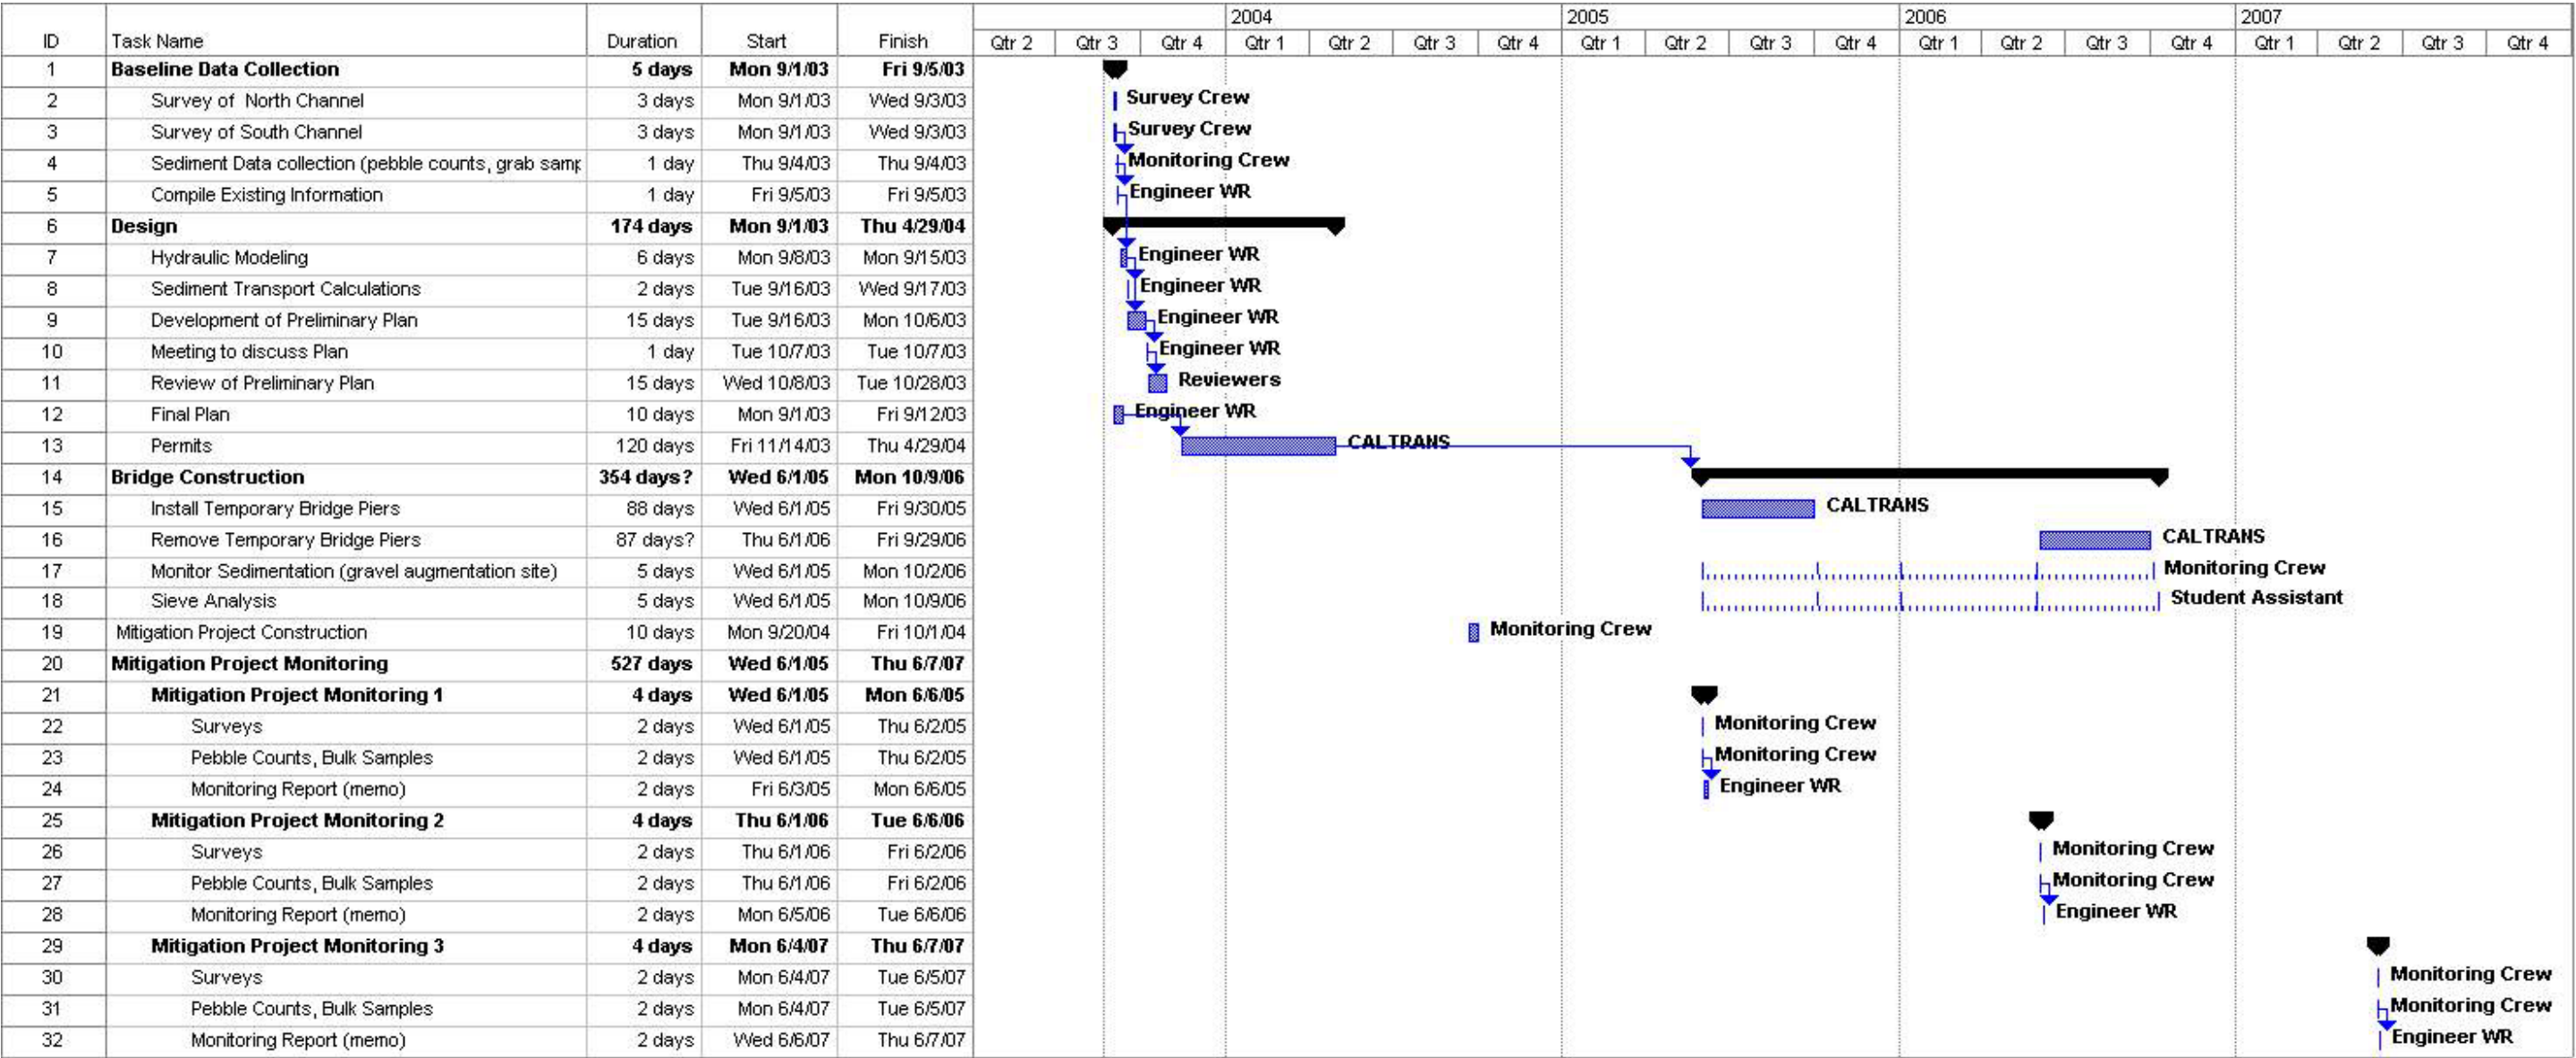 2004 2005 2006 2007
ID Task Name Duration Start Finish Qtr 2 Qtr 3 Qtr 4 Qtr 1 Qtr 2 Qtr 3 Qtr 4 Qtr 1 Qtr 2 Qtr 3 Qtr 4 Qtr 1 Qtr 2 Qtr 3 Qtr 4 Qtr 1 Qtr 2 Qtr 3 Qtr 4
1 Baseline Data Collection 5 days Mon 9/1/03 Fri 9/5/03
2 Survey of North Channel 3 days Mon 9/1/03 Wed 9/3/03 Survey Crew
3 Survey of South Channel 3 days Mon 9/1/03 Wed 9/3/03 Survey Crew
4 Sediment Data collection (pebble counts, grab samp 1 day Thu 9/4/03 Thu 9/4/03 Monitoring Crew
5 Compile Existing Information 1 day Fri 9/5/03 Fri 9/5/03 Engineer WR
6 Design 174 days Mon 9/1/03 Thu 4/29/04
7 Hydraulic Modeling 6 days Mon 9/8/03 Mon 9/15/03 Engineer WR
8 Sediment Transport Calculations 2 days Tue 9/16/03 Wed 9/17/03 Engineer WR
9 Development of Preliminary Plan 15 days Tue 9/16/03 Mon 10/6/03 Engineer WR
10 Meeting to discuss Plan 1 day Tue 10/7/03 Tue 10/7/03 Engineer WR
11 Review of Preliminary Plan 15 days Wed 10/8/03 Tue 10/28/03 Reviewers
12 Final Plan 10 days Mon 9/1/03 Fri 9/12/03 Engineer WR
13 Permits 120 days Fri 11/14/03 Thu 4/29/04 CALTRANS
14 Bridge Construction 354 days? Wed 6/1/05 Mon 10/9/06
15 Install Temporary Bridge Piers 88 days Wed 6/1/05 Fri 9/30/05 CALTRANS
16 Remove Temporary Bridge Piers 87 days? Thu 6/1/06 Fri 9/29/06 CALTRANS
17 Monitor Sedimentation (gravel augmentation site) 5 days Wed 6/1/05 Mon 10/2/06 Monitoring Crew
18 Sieve Analysis 5 days Wed 6/1/05 Mon 10/9/06 Student Assistant
19 Mitigation Project Construction 10 days Mon 9/20/04 Fri 10/1/04 Monitoring Crew
20 Mitigation Project Monitoring 527 days Wed 6/1/05 Thu 6/7/07
21 Mitigation Project Monitoring 1 4 days Wed 6/1/05 Mon 6/6/05
22 Surveys 2 days Wed 6/1/05 Thu 6/2/05 Monitoring Crew
23 Pebble Counts, Bulk Samples 2 days Wed 6/1/05 Thu 6/2/05 Monitoring Crew
24 Monitoring Report (memo) 2 days Fri 6/3/05 Mon 6/6/05 Engineer WR
25 Mitigation Project Monitoring 2 4 days Thu 6/1/06 Tue 6/6/06
26 Surveys 2 days Thu 6/1/06 Fri 6/2/06 Monitoring Crew
27 Pebble Counts, Bulk Samples 2 days Thu 6/1/06 Fri 6/2/06 Monitoring Crew
28 Monitoring Report (memo) 2 days Mon 6/5/06 Tue 6/6/06 Engineer WR
29 Mitigation Project Monitoring 3 4 days Mon 6/4/07 Thu 6/7/07
30 Surveys 2 days Mon 6/4/07 Tue 6/5/07 Monitoring Crew
31 Pebble Counts, Bulk Samples 2 days Mon 6/4/07 Tue 6/5/07 Monitoring Crew
32 Monitoring Report (memo) 2 days Wed 6/6/07 Thu 6/7/07 Engineer WR